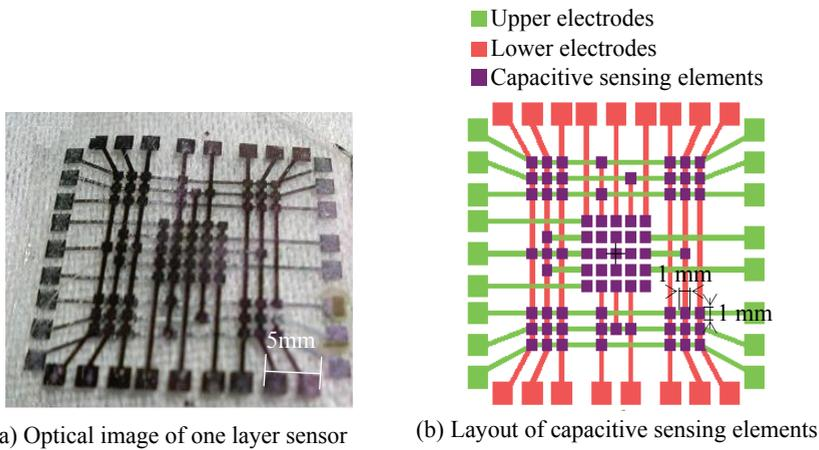 Upper electrodes
Lower electrodes
Capacitive sensing elements
5mm
1 mm
1 mm
a) Optical image of one layer sensor
(b) Layout of capacitive sensing elements